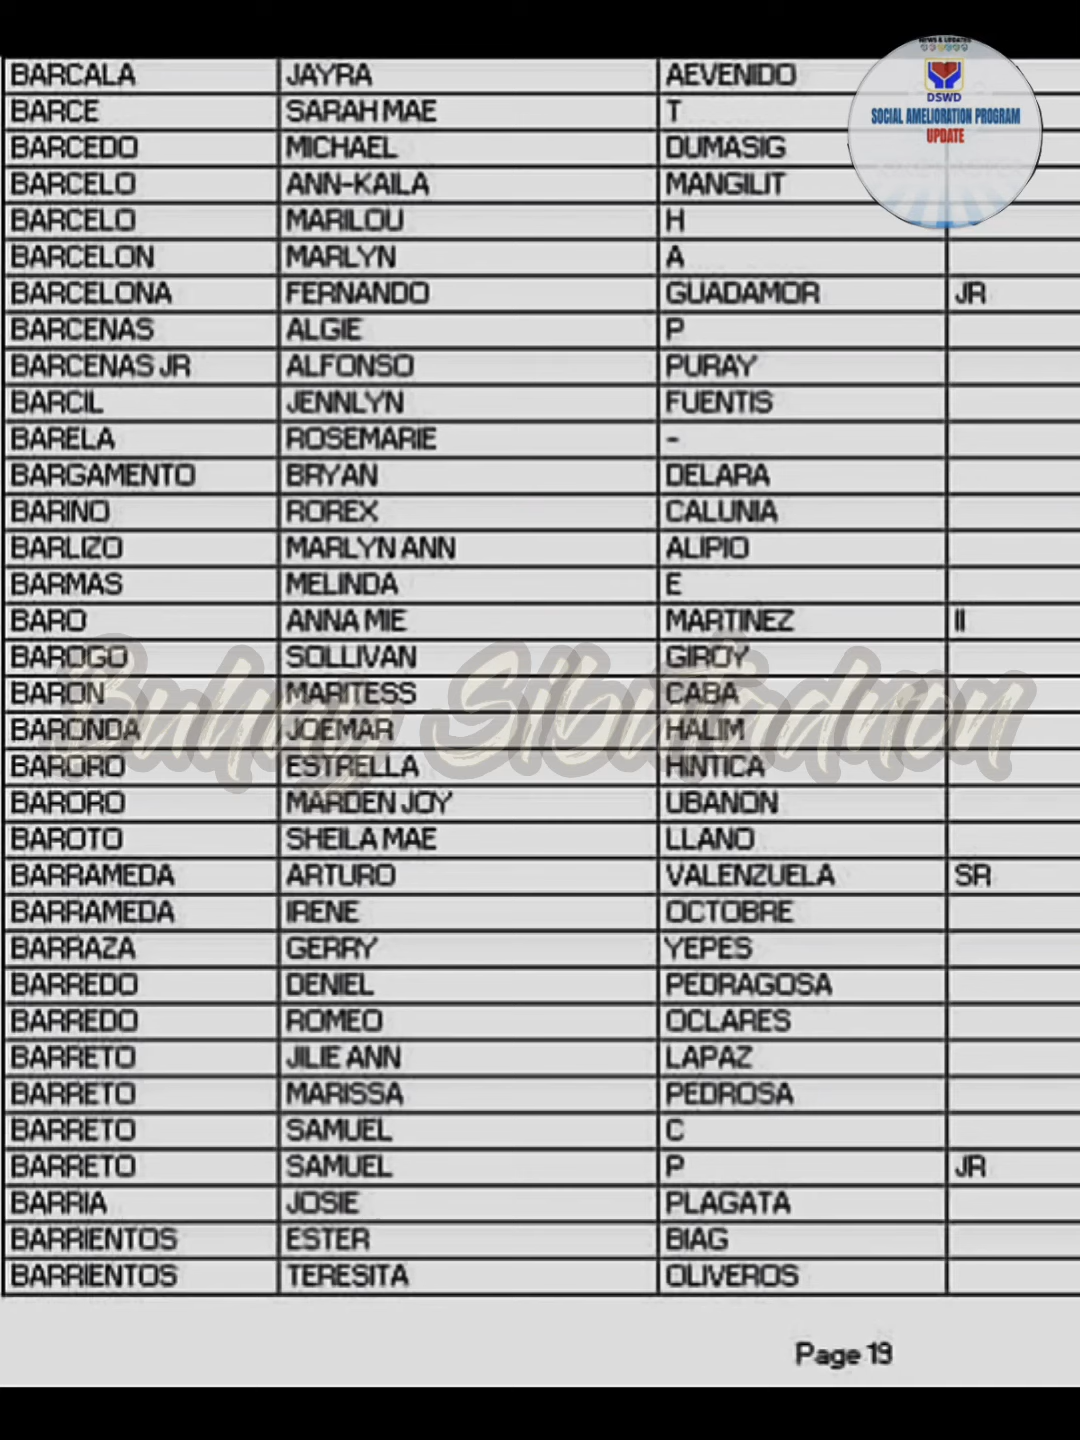 NEWS & UPDATES
DSWD
SOCIAL AMELIORATION PROGRAM
UPDATE
BARCALA JAYRA AEVENIDO
BARCE SARAH MAE T
BARCEDO MICHAEL DUMASIG
BARCELO ANN-KAILA MANGILIT
BARCELO MARILOU H
BARCELON MARLYN A
BARCELONA FERNANDO GUADAMOR JR
BARCENAS ALGIE P
BARCENAS JR ALFONSO PURAY
BARCIL JENNLYN FUENTIS
BARELA ROSEMARIE -
BARGAMENTO BRYAN DELARA
BARINO ROREX CALUNIA
BARLIZO MARLYN ANN ALIPIO
BARMAS MELINDA E
BARO ANNA MIE MARTINEZ II
BAROGO SOLLIVAN GIROY
BARON MARITESS CABA
BARONDA JOEMAR HALIM
BARORO ESTRELLA HINTICA
BARORO MARDEN JOY UBANON
BAROTO SHEILA MAE LLANO
BARRAMEDA ARTURO VALENZUELA SR
BARRAMEDA IRENE OCTOBRE
BARRAZA GERRY YEPES
BARREDO DENIEL PEDRAGOSA
BARREDO ROMEO OCLARES
BARRETO JILIE ANN LAPAZ
BARRETO MARISSA PEDROSA
BARRETO SAMUEL C
BARRETO SAMUEL P JR
BARRIA JOSIE PLAGATA
BARRIENTOS ESTER BIAG
BARRIENTOS TERESITA OLIVEROS
Page 19